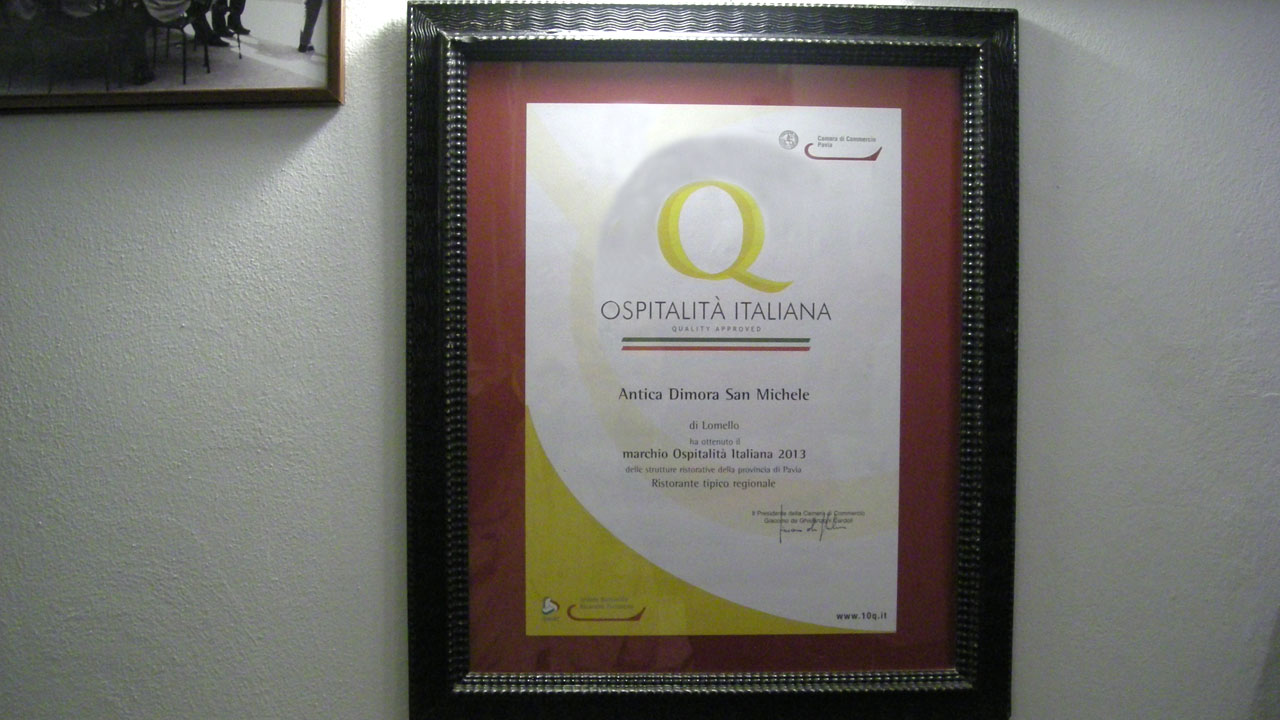 Camera di Commercio
Pavia
Q
OSPITALITÀ ITALIANA
QUALITY APPROVED
Antica Dimora San Michele
di Lomello
ha ottenuto il
marchio Ospitalità Italiana 2013
delle strutture ristorative della provincia di Pavia
Ristorante tipico regionale
Il Presidente della Camera di Commercio
Giacomo de
www.10q.it